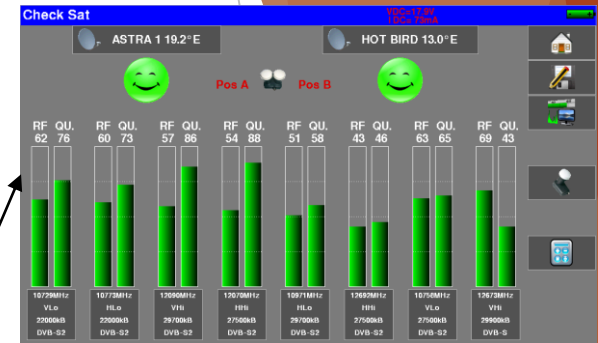 Check Sat
VDC=17.9V
IDC= 73mA
ASTRA 1 19.2°E
HOT BIRD 13.0°E
Pos A
Pos B
RF QU. RF QU. RF QU. RF QU. RF QU. RF QU. RF QU. RF QU.
62 76 60 73 57 86 54 88 51 58 43 46 63 65 69 43
10729MHz 10773MHz 12090MHz 12070MHz 10971MHz 12692MHz 10756MHz 12673MHz
VLo HLo VHi HHi HLo HHi VLo VHi
22000kB 22000kB 29700kB 27500kB 29700kB 27500kB 27500kB 29900kB
DVB-S2 DVB-S2 DVB-S2 DVB-S2 DVB-S2 DVB-S2 DVB-S2 DVB-S